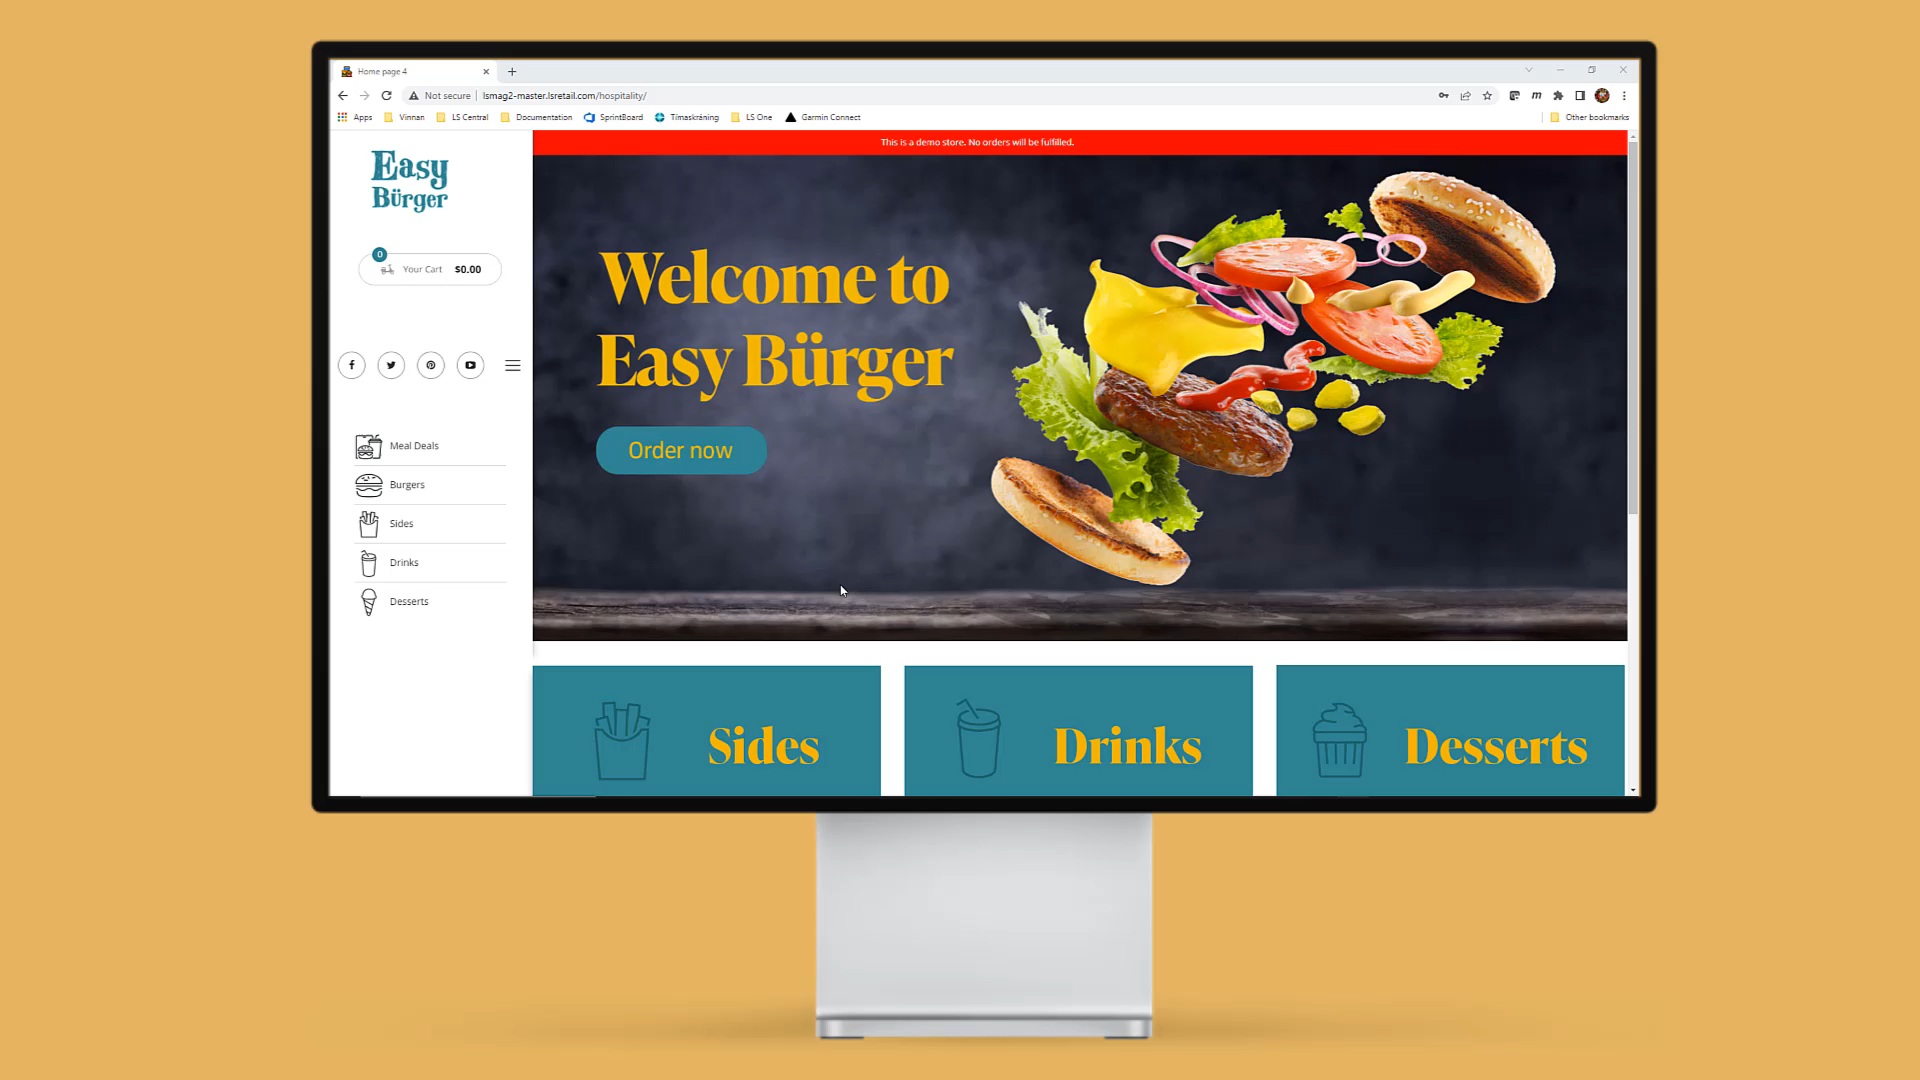 Home page 4
Not secure
lsmag2-master.lsretail.com/hospitality/
m
Apps
Vinnan
LS Central
Documentation
SprintBoard
Tímaskráning
LS One
Garmin Connect
Other bookmarks
This is a demo store. No orders will be fulfilled.
Easy
Bürger
0
Your Cart $0.00
Meal Deals
Burgers
Sides
Drinks
Desserts
Welcome to
Easy Bürger
Order now
Sides
Drinks
Desserts